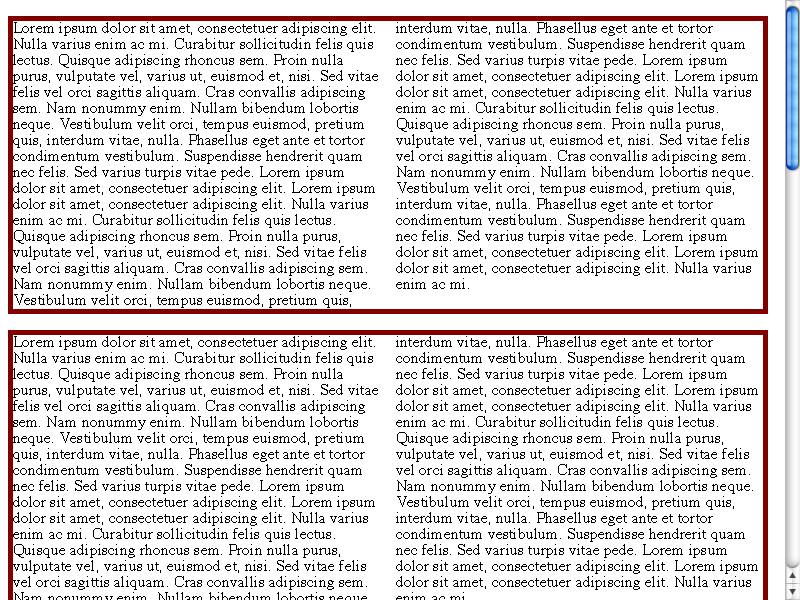 Lorem ipsum dolor sit amet, consectetuer adipiscing elit.
Nulla varius enim ac mi. Curabitur sollicitudin felis quis
lectus. Quisque adipiscing rhoncus sem. Proin nulla
purus, vulputate vel, varius ut, euismod et, nisi. Sed vitae
felis vel orci sagittis aliquam. Cras convallis adipiscing
sem. Nam nonummy enim. Nullam bibendum lobortis
neque. Vestibulum velit orci, tempus euismod, pretium
quis, interdum vitae, nulla. Phasellus eget ante et tortor
condimentum vestibulum. Suspendisse hendrerit quam
nec felis. Sed varius turpis vitae pede. Lorem ipsum
dolor sit amet, consectetuer adipiscing elit. Lorem ipsum
dolor sit amet, consectetuer adipiscing elit. Nulla varius
enim ac mi. Curabitur sollicitudin felis quis lectus.
Quisque adipiscing rhoncus sem. Proin nulla purus,
vulputate vel, varius ut, euismod et, nisi. Sed vitae felis
vel orci sagittis aliquam. Cras convallis adipiscing sem.
Nam nonummy enim. Nullam bibendum lobortis neque.
Vestibulum velit orci, tempus euismod, pretium quis,
interdum vitae, nulla. Phasellus eget ante et tortor
condimentum vestibulum. Suspendisse hendrerit quam
nec felis. Sed varius turpis vitae pede. Lorem ipsum
dolor sit amet, consectetuer adipiscing elit. Lorem ipsum
dolor sit amet, consectetuer adipiscing elit. Nulla varius
enim ac mi. Curabitur sollicitudin felis quis lectus.
Quisque adipiscing rhoncus sem. Proin nulla purus,
vulputate vel, varius ut, euismod et, nisi. Sed vitae felis
vel orci sagittis aliquam. Cras convallis adipiscing sem.
Nam nonummy enim. Nullam bibendum lobortis neque.
Vestibulum velit orci, tempus euismod, pretium quis,
interdum vitae, nulla. Phasellus eget ante et tortor
condimentum vestibulum. Suspendisse hendrerit quam
nec felis. Sed varius turpis vitae pede. Lorem ipsum
dolor sit amet, consectetuer adipiscing elit. Lorem ipsum
dolor sit amet, consectetuer adipiscing elit. Nulla varius
enim ac mi.
Lorem ipsum dolor sit amet, consectetuer adipiscing elit.
Nulla varius enim ac mi. Curabitur sollicitudin felis quis
lectus. Quisque adipiscing rhoncus sem. Proin nulla
purus, vulputate vel, varius ut, euismod et, nisi. Sed vitae
felis vel orci sagittis aliquam. Cras convallis adipiscing
sem. Nam nonummy enim. Nullam bibendum lobortis
neque. Vestibulum velit orci, tempus euismod, pretium
quis, interdum vitae, nulla. Phasellus eget ante et tortor
condimentum vestibulum. Suspendisse hendrerit quam
nec felis. Sed varius turpis vitae pede. Lorem ipsum
dolor sit amet, consectetuer adipiscing elit. Lorem ipsum
dolor sit amet, consectetuer adipiscing elit. Nulla varius
enim ac mi. Curabitur sollicitudin felis quis lectus.
Quisque adipiscing rhoncus sem. Proin nulla purus,
vulputate vel, varius ut, euismod et, nisi. Sed vitae felis
vel orci sagittis aliquam. Cras convallis adipiscing sem.
Nam nonummy enim. Nullam bibendum lobortis neque.
interdum vitae, nulla. Phasellus eget ante et tortor
condimentum vestibulum. Suspendisse hendrerit quam
nec felis. Sed varius turpis vitae pede. Lorem ipsum
dolor sit amet, consectetuer adipiscing elit. Lorem ipsum
dolor sit amet, consectetuer adipiscing elit. Nulla varius
enim ac mi. Curabitur sollicitudin felis quis lectus.
Quisque adipiscing rhoncus sem. Proin nulla purus,
vulputate vel, varius ut, euismod et, nisi. Sed vitae felis
vel orci sagittis aliquam. Cras convallis adipiscing sem.
Nam nonummy enim. Nullam bibendum lobortis neque.
Vestibulum velit orci, tempus euismod, pretium quis,
interdum vitae, nulla. Phasellus eget ante et tortor
condimentum vestibulum. Suspendisse hendrerit quam
nec felis. Sed varius turpis vitae pede. Lorem ipsum
dolor sit amet, consectetuer adipiscing elit. Lorem ipsum
dolor sit amet, consectetuer adipiscing elit. Nulla varius
enim ac mi.